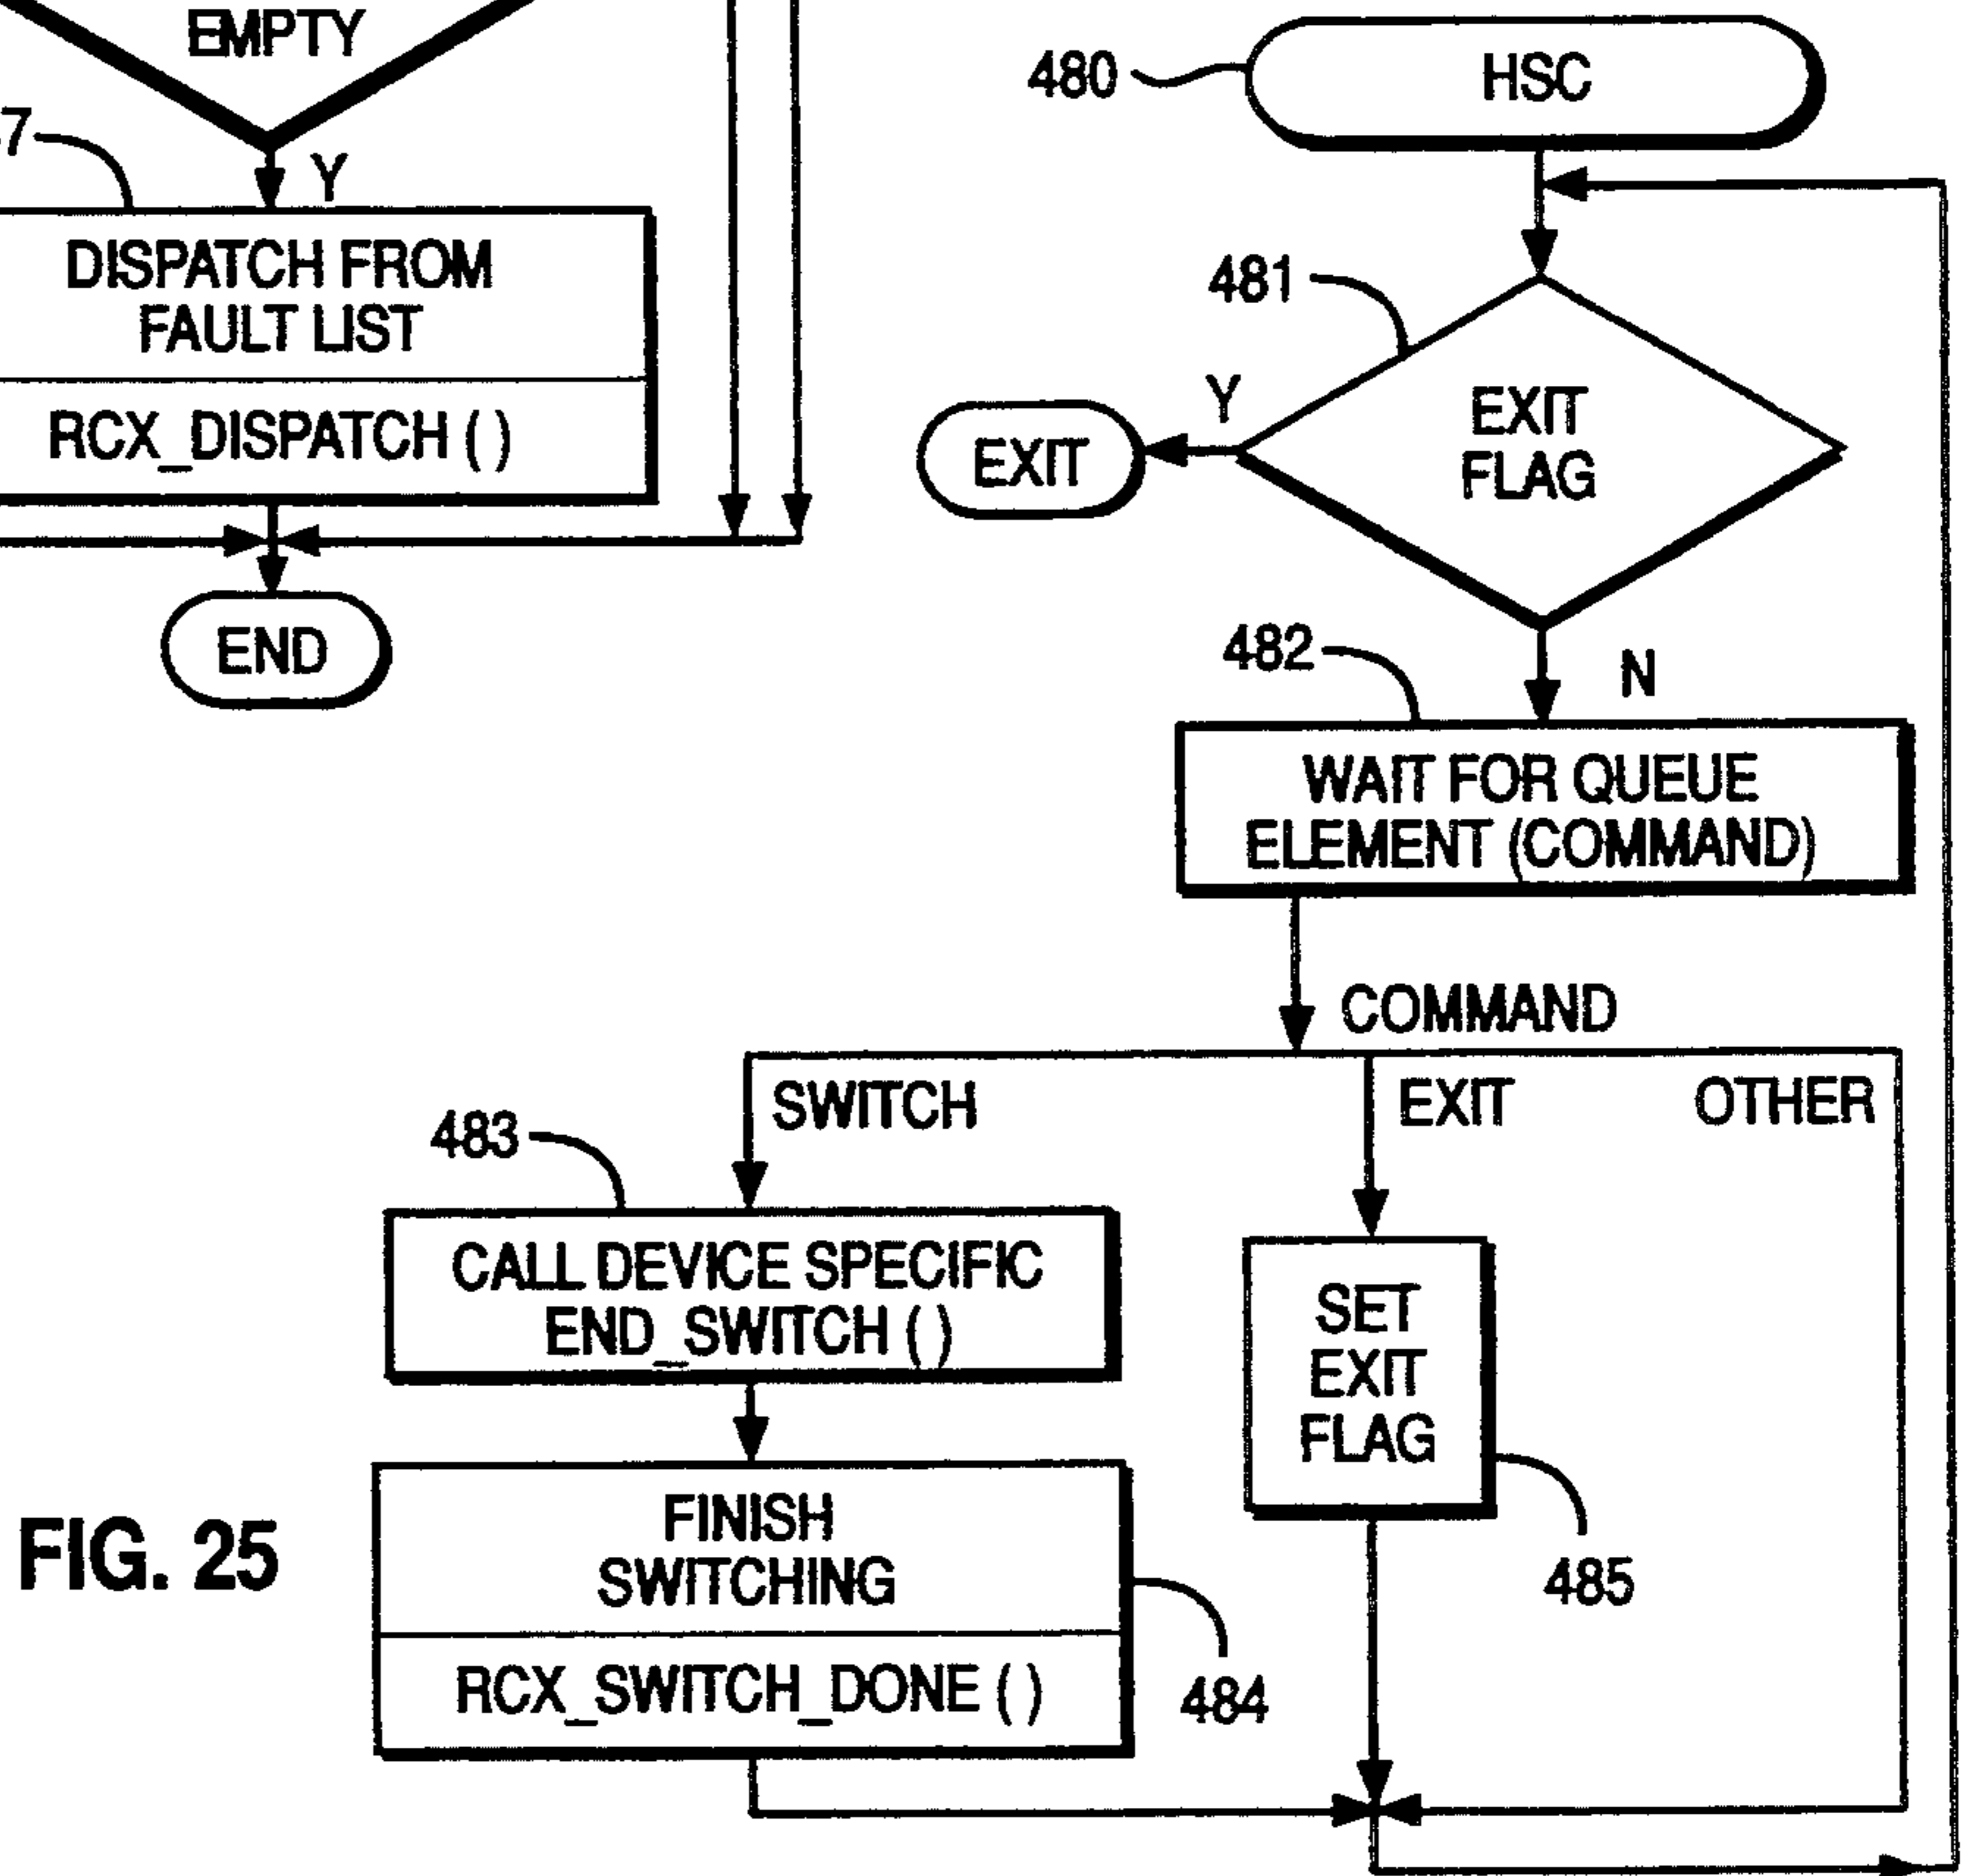 EMPTY
7
Y
DISPATCH FROM
FAULT LIST
RCX_DISPATCH ( )
END
480
HSC
481
EXIT
FLAG
Y
EXIT
N
482
WAIT FOR QUEUE
ELEMENT (COMMAND)
COMMAND
SWITCH
EXIT
OTHER
483
CALL DEVICE SPECIFIC
END_SWITCH ( )
SET
EXIT
FLAG
485
FINISH
SWITCHING
RCX_SWITCH_DONE ( )
484
FIG. 25